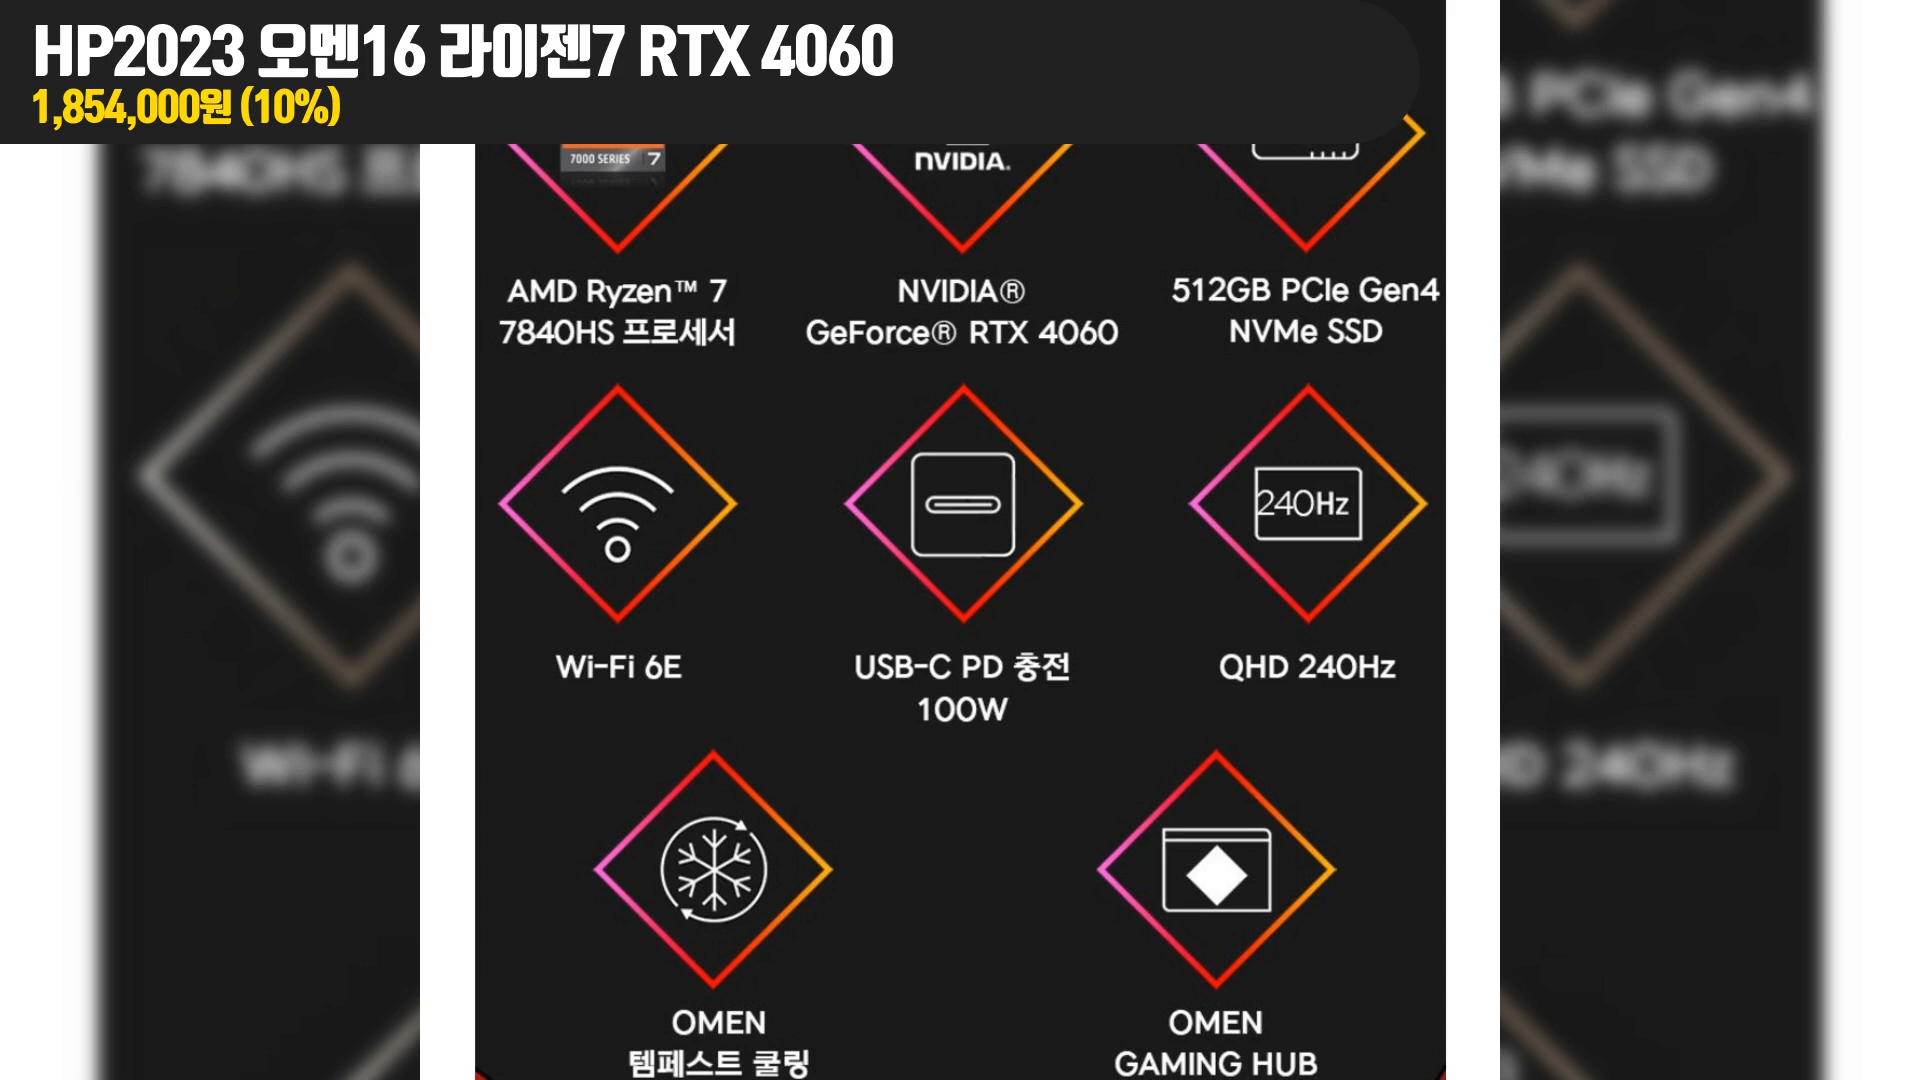 HP2023 오멘16 라이젠7 RTX 4060
1,854,000원 (10%)
7000 SERIES 7
NVIDIA.
AMD Ryzen™ 7
7840HS 프로세서
NVIDIA®
GeForce® RTX 4060
512GB PCIe Gen4
NVMe SSD
240Hz
Wi-Fi 6E
USB-C PD 충전
100W
QHD 240Hz
OMEN
템페스트 쿨링
OMEN
GAMING HUB